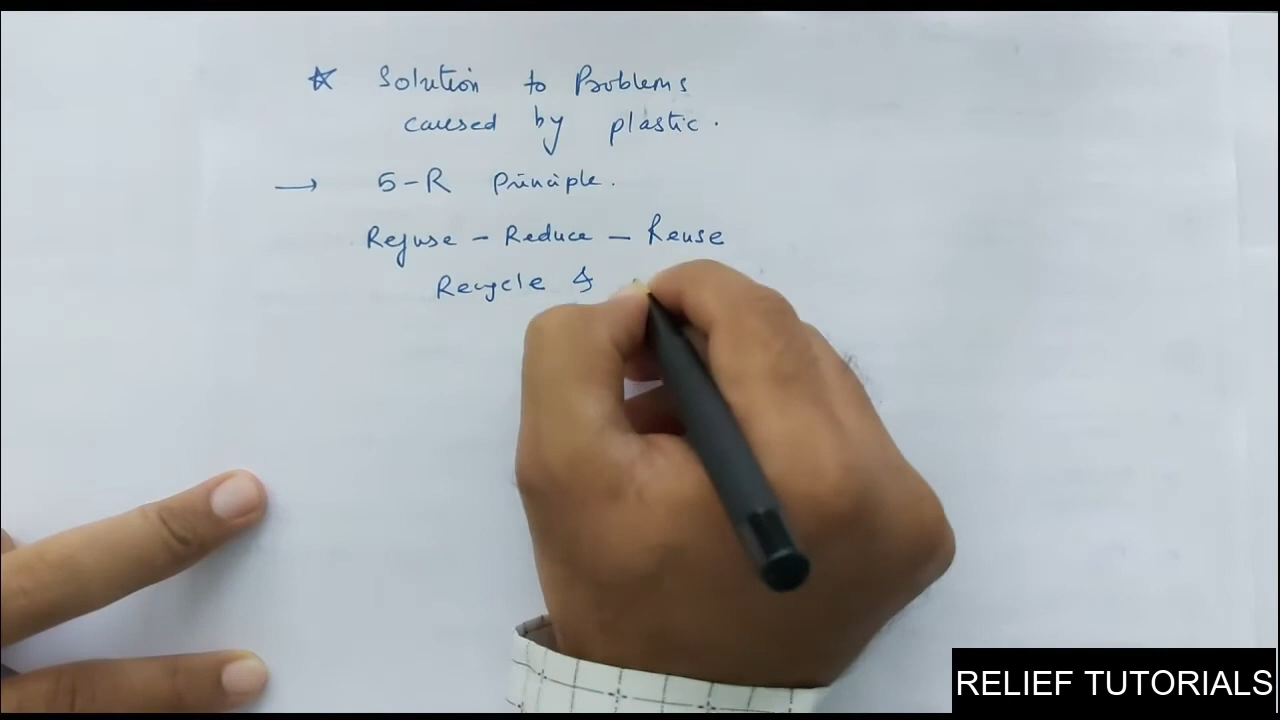 ☆ Solution to Problems
caused by plastic.
→ 5-R Principle.
Refuse - Reduce - Reuse
Recycle &
RELIEF TUTORIALS